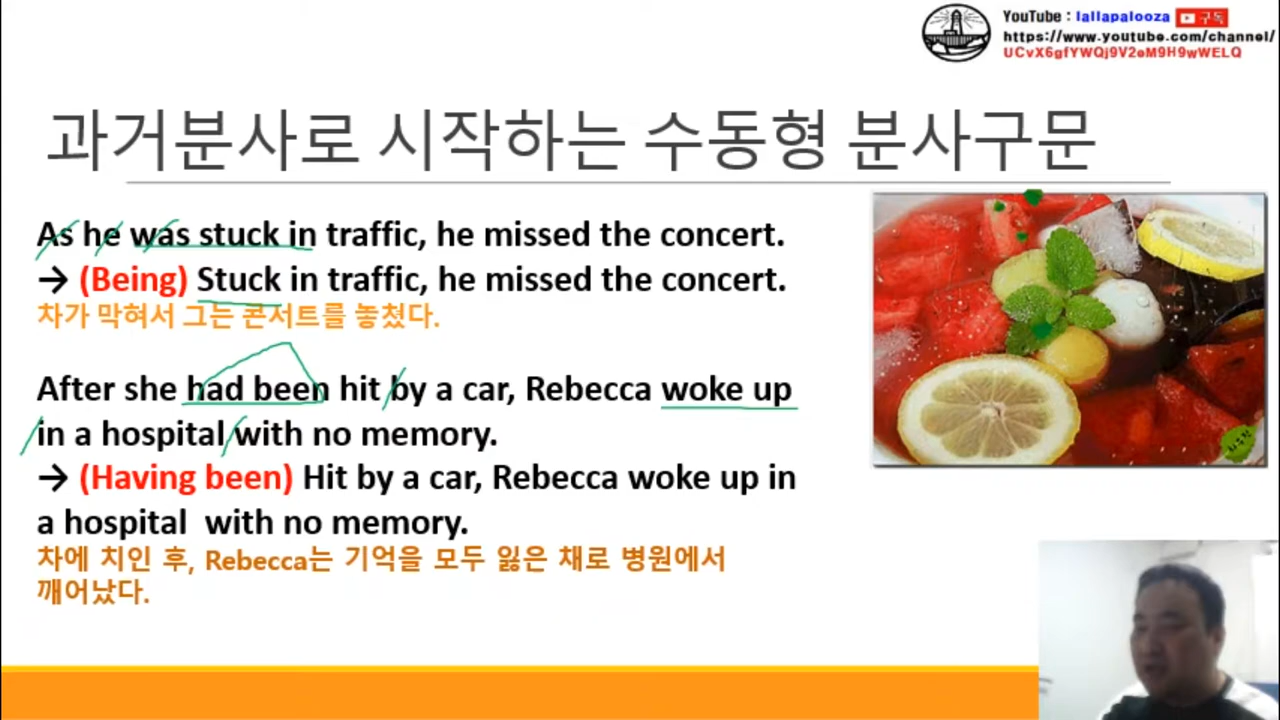 YouTube : lallapalooza 구독
https://www.youtube.com/channel/
UCvX6gfYWQj9V2eM9H9wWELQ
과거분사로 시작하는 수동형 분사구문
As he was stuck in traffic, he missed the concert.
→ (Being) Stuck in traffic, he missed the concert.
차가 막혀서 그는 콘서트를 놓쳤다.
After she had been hit by a car, Rebecca woke up
in a hospital with no memory.
→ (Having been) Hit by a car, Rebecca woke up in
a hospital with no memory.
차에 치인 후, Rebecca는 기억을 모두 잃은 채로 병원에서
깨어났다.